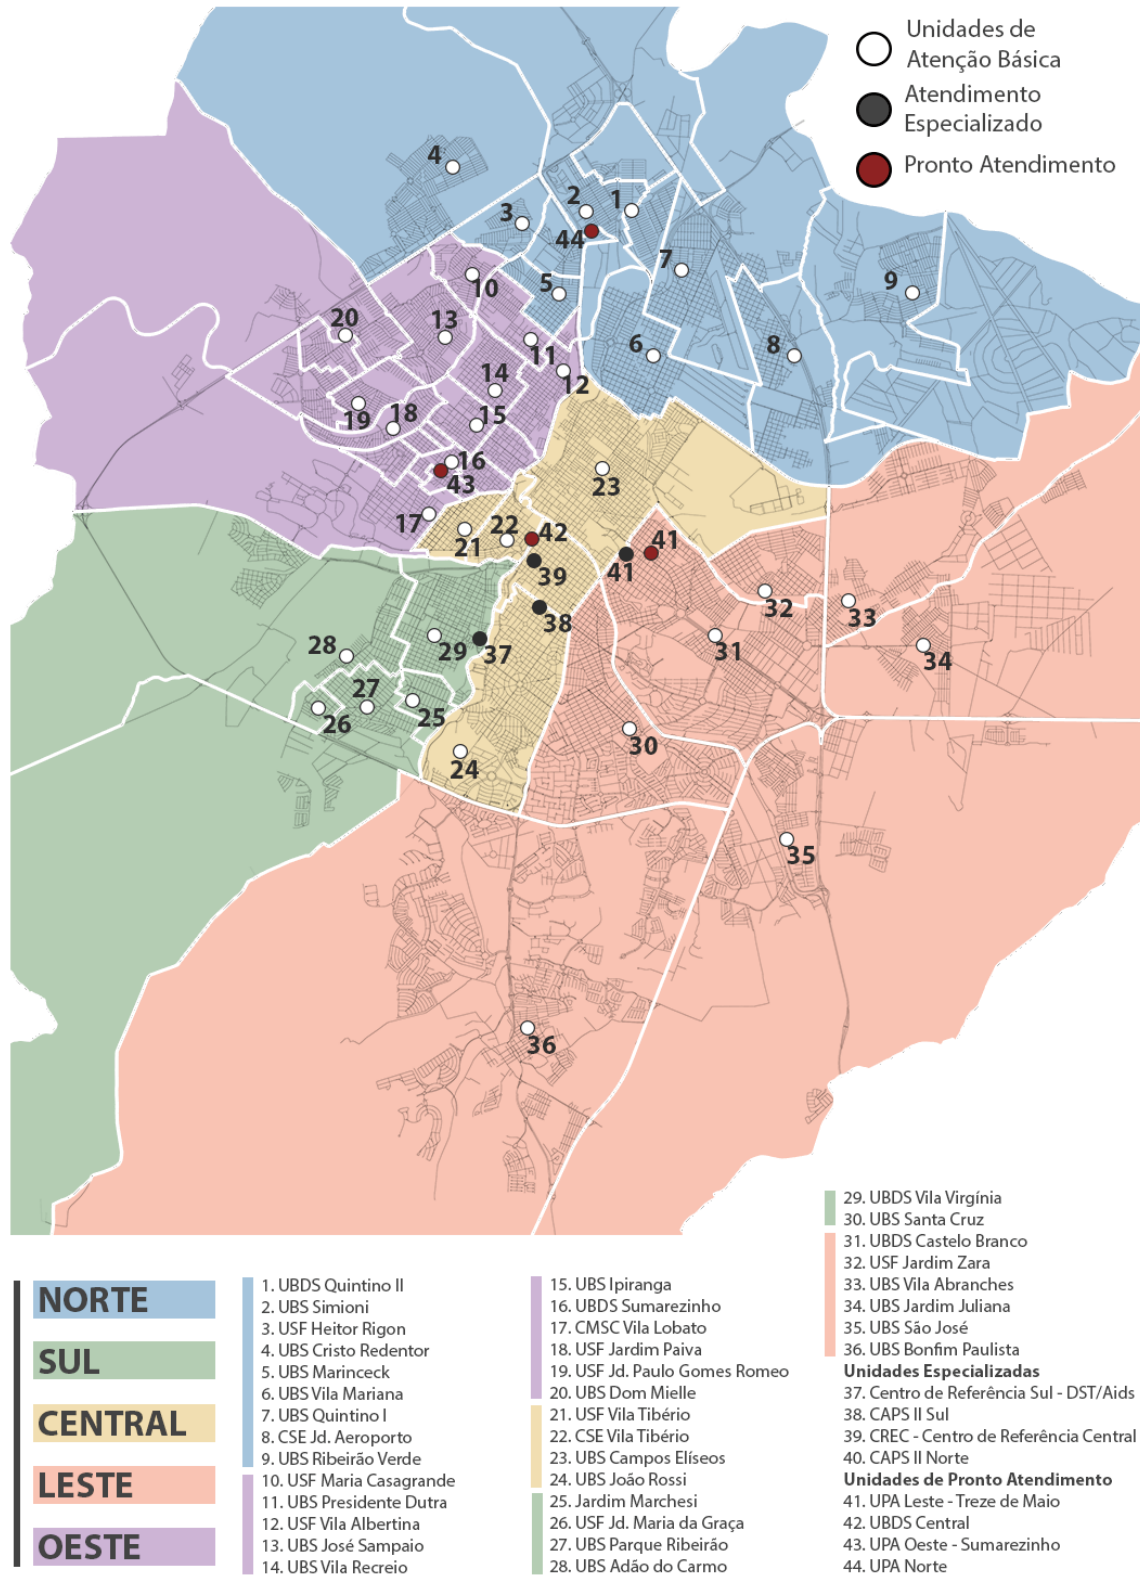 Unidades de
Atenção Básica
Atendimento
Especializado
Pronto Atendimento
4
3
2
1
44
7
5
9
10
20
13
11
6
8
12
14
19
18
15
16
43
23
17
21
22
42
41
39
41
32
33
38
28
29
37
31
34
27
26
25
30
24
35
36
NORTE
SUL
CENTRAL
LESTE
OESTE
1. UBDS Quintino II
2. UBS Simioni
3. USF Heitor Rigon
4. UBS Cristo Redentor
5. UBS Marinceck
6. UBS Vila Mariana
7. UBS Quintino I
8. CSE Jd. Aeroporto
9. UBS Ribeirão Verde
10. USF Maria Casagrande
11. UBS Presidente Dutra
12. USF Vila Albertina
13. UBS José Sampaio
14. UBS Vila Recreio
15. UBS Ipiranga
16. UBDS Sumarezinho
17. CMSC Vila Lobato
18. USF Jardim Paiva
19. USF Jd. Paulo Gomes Romeo
20. UBS Dom Mielle
21. USF Vila Tibério
22. CSE Vila Tibério
23. UBS Campos Elíseos
24. UBS João Rossi
25. Jardim Marchesi
26. USF Jd. Maria da Graça
27. UBS Parque Ribeirão
28. UBS Adão do Carmo
29. UBDS Vila Virgínia
30. UBS Santa Cruz
31. UBDS Castelo Branco
32. USF Jardim Zara
33. UBS Vila Abranches
34. UBS Jardim Juliana
35. UBS São José
36. UBS Bonfim Paulista
Unidades Especializadas
37. Centro de Referência Sul - DST/Aids
38. CAPS II Sul
39. CREC - Centro de Referência Central
40. CAPS II Norte
Unidades de Pronto Atendimento
41. UPA Leste - Treze de Maio
42. UBDS Central
43. UPA Oeste - Sumarezinho
44. UPA Norte